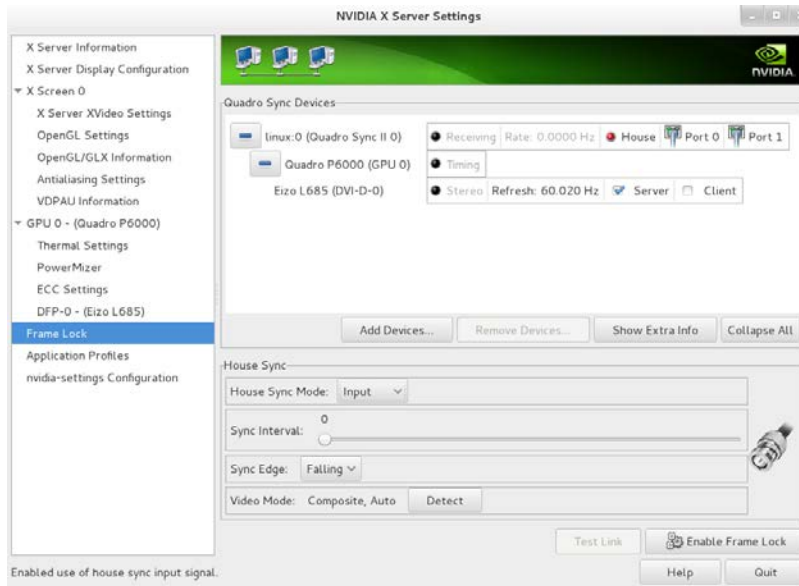 NVIDIA X Server Settings
X Server Information
X Server Display Configuration
X Screen 0
X Server XVideo Settings
OpenGL Settings
OpenGL/GLX Information
Antialiasing Settings
VDPAU Information
GPU 0 - (Quadro P6000)
Thermal Settings
PowerMizer
ECC Settings
DFP-0 - (Eizo L685)
Frame Lock
Application Profiles
nvidia-settings Configuration
NVIDIA.
Quadro Sync Devices
linux:0 (Quadro Sync II 0) Receiving Rate: 0.0000 Hz House Port 0 Port 1
Quadro P6000 (GPU 0) Timing
Eizo L685 (DVI-D-0) Stereo Refresh: 60.020 Hz Server Client
Add Devices... Remove Devices... Show Extra Info Collapse All
House Sync
House Sync Mode: Input
0
Sync Interval:
Sync Edge: Falling
Video Mode: Composite, Auto Detect
Test Link Enable Frame Lock
Enabled use of house sync input signal. Help Quit